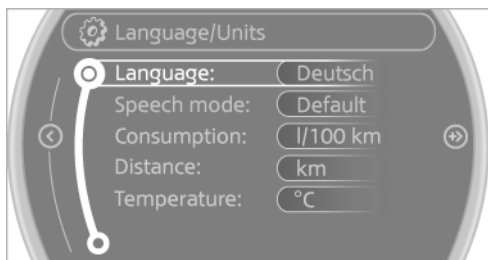 Language/Units
Language: Deutsch
Speech mode: Default
Consumption: l/100 km
Distance: km
Temperature: °C